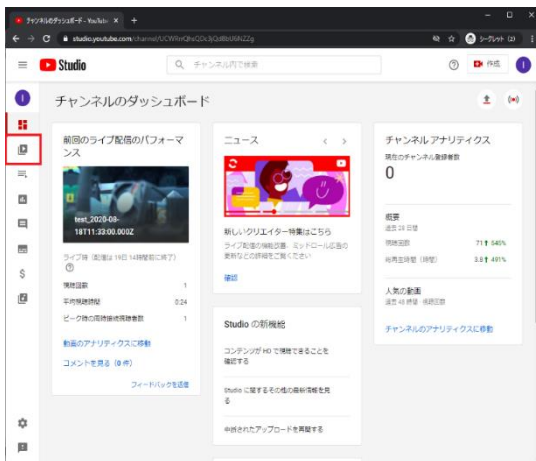 チャンネルのダッシュボード - YouTube
studio.youtube.com/channel/
シークレット (2)
Studio
チャンネル内で検索
作成
チャンネルのダッシュボード
前回のライブ配信のパフォーマ
ンス
test_2020-08-
18T11:33:00.000Z
ライブ時（配信は 19日 14時間前に終了）
視聴回数 1
平均視聴時間 0:24
ピーク時の同時接続視聴者数 1
動画のアナリティクスに移動
コメントを見る（0 件）
フィードバックを送信
ニュース
新しいクリエイター特集はこちら
ライブ配信の機能改善、ミッドロール広告の
更新などの詳細をご覧ください
確認
Studio の新機能
コンテンツが HD で視聴できることを
確認する
Studio に関するその他の最新情報を見
る
中断されたアップロードを再開する
チャンネル アナリティクス
現在のチャンネル登録者数
0
概要
過去 28 日間
視聴回数 71 640%
総再生時間（時間） 3.8 491%
人気の動画
過去 48 時間 · 視聴回数
チャンネルのアナリティクスに移動